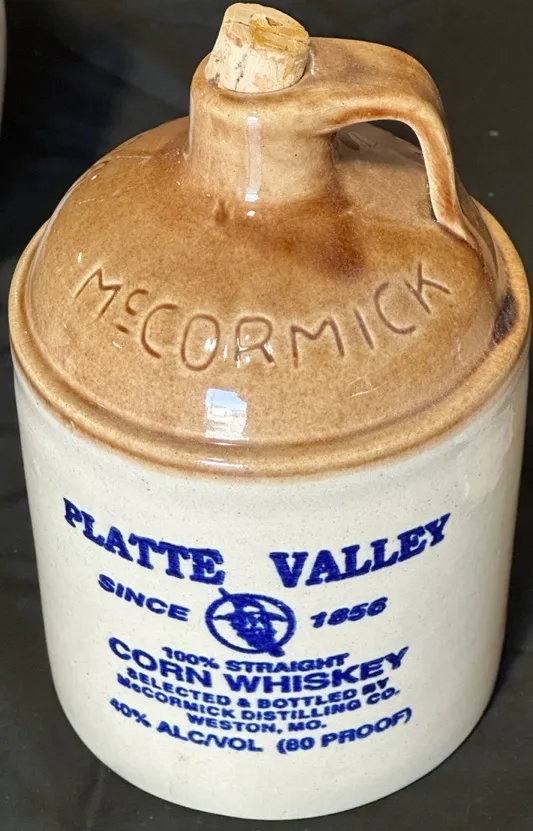 McCORMICK
PLATTE VALLEY
SINCE 1856
100% STRAIGHT
CORN WHISKEY
SELECTED & BOTTLED BY
McCORMICK DISTILLING CO.
WESTON, MO.
40% ALC/VOL (80 PROOF)